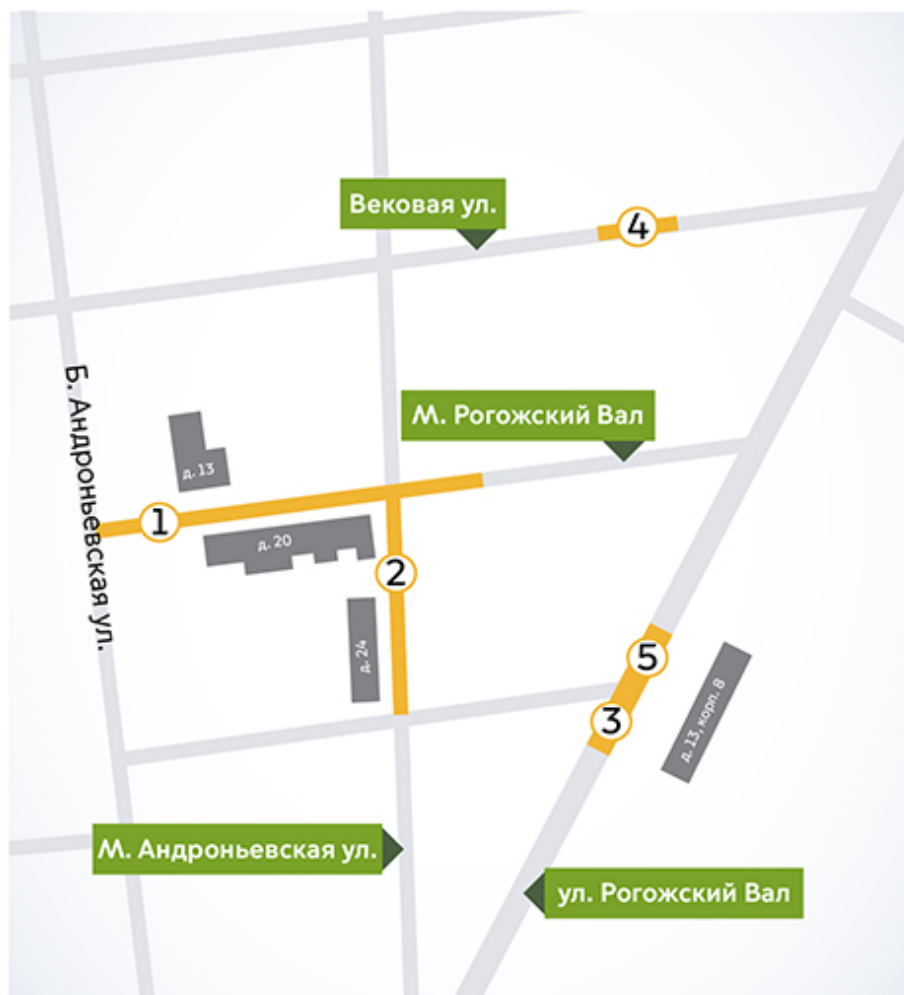 Вековая ул.
4
М. Рогожский Вал
Б. Андроньевская ул.
д. 13
1
д. 20
2
д. 24
5
3
д. 13, корп. 8
М. Андроньевская ул.
ул. Рогожский Вал